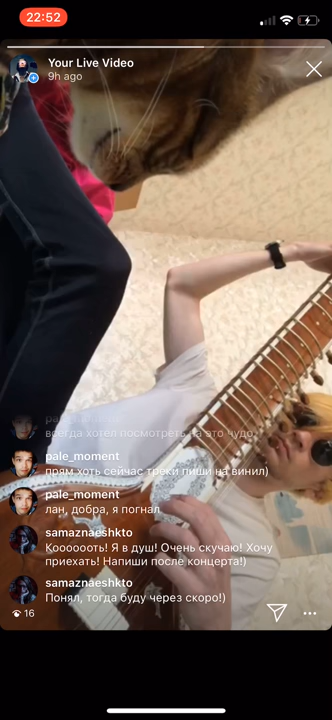 22:52
Your Live Video
9h ago
всегда хотел посмотреть на это чудо
pale_moment
прям хоть сейчас треки пиши на винил)
pale_moment
лан, добра, я погнал
samaznaeshkto
Коооооть! Я в душ! Очень скучаю! Хочу
приехать! Напиши после концерта!)
samaznaeshkto
Понял, тогда буду через скоро!)
16